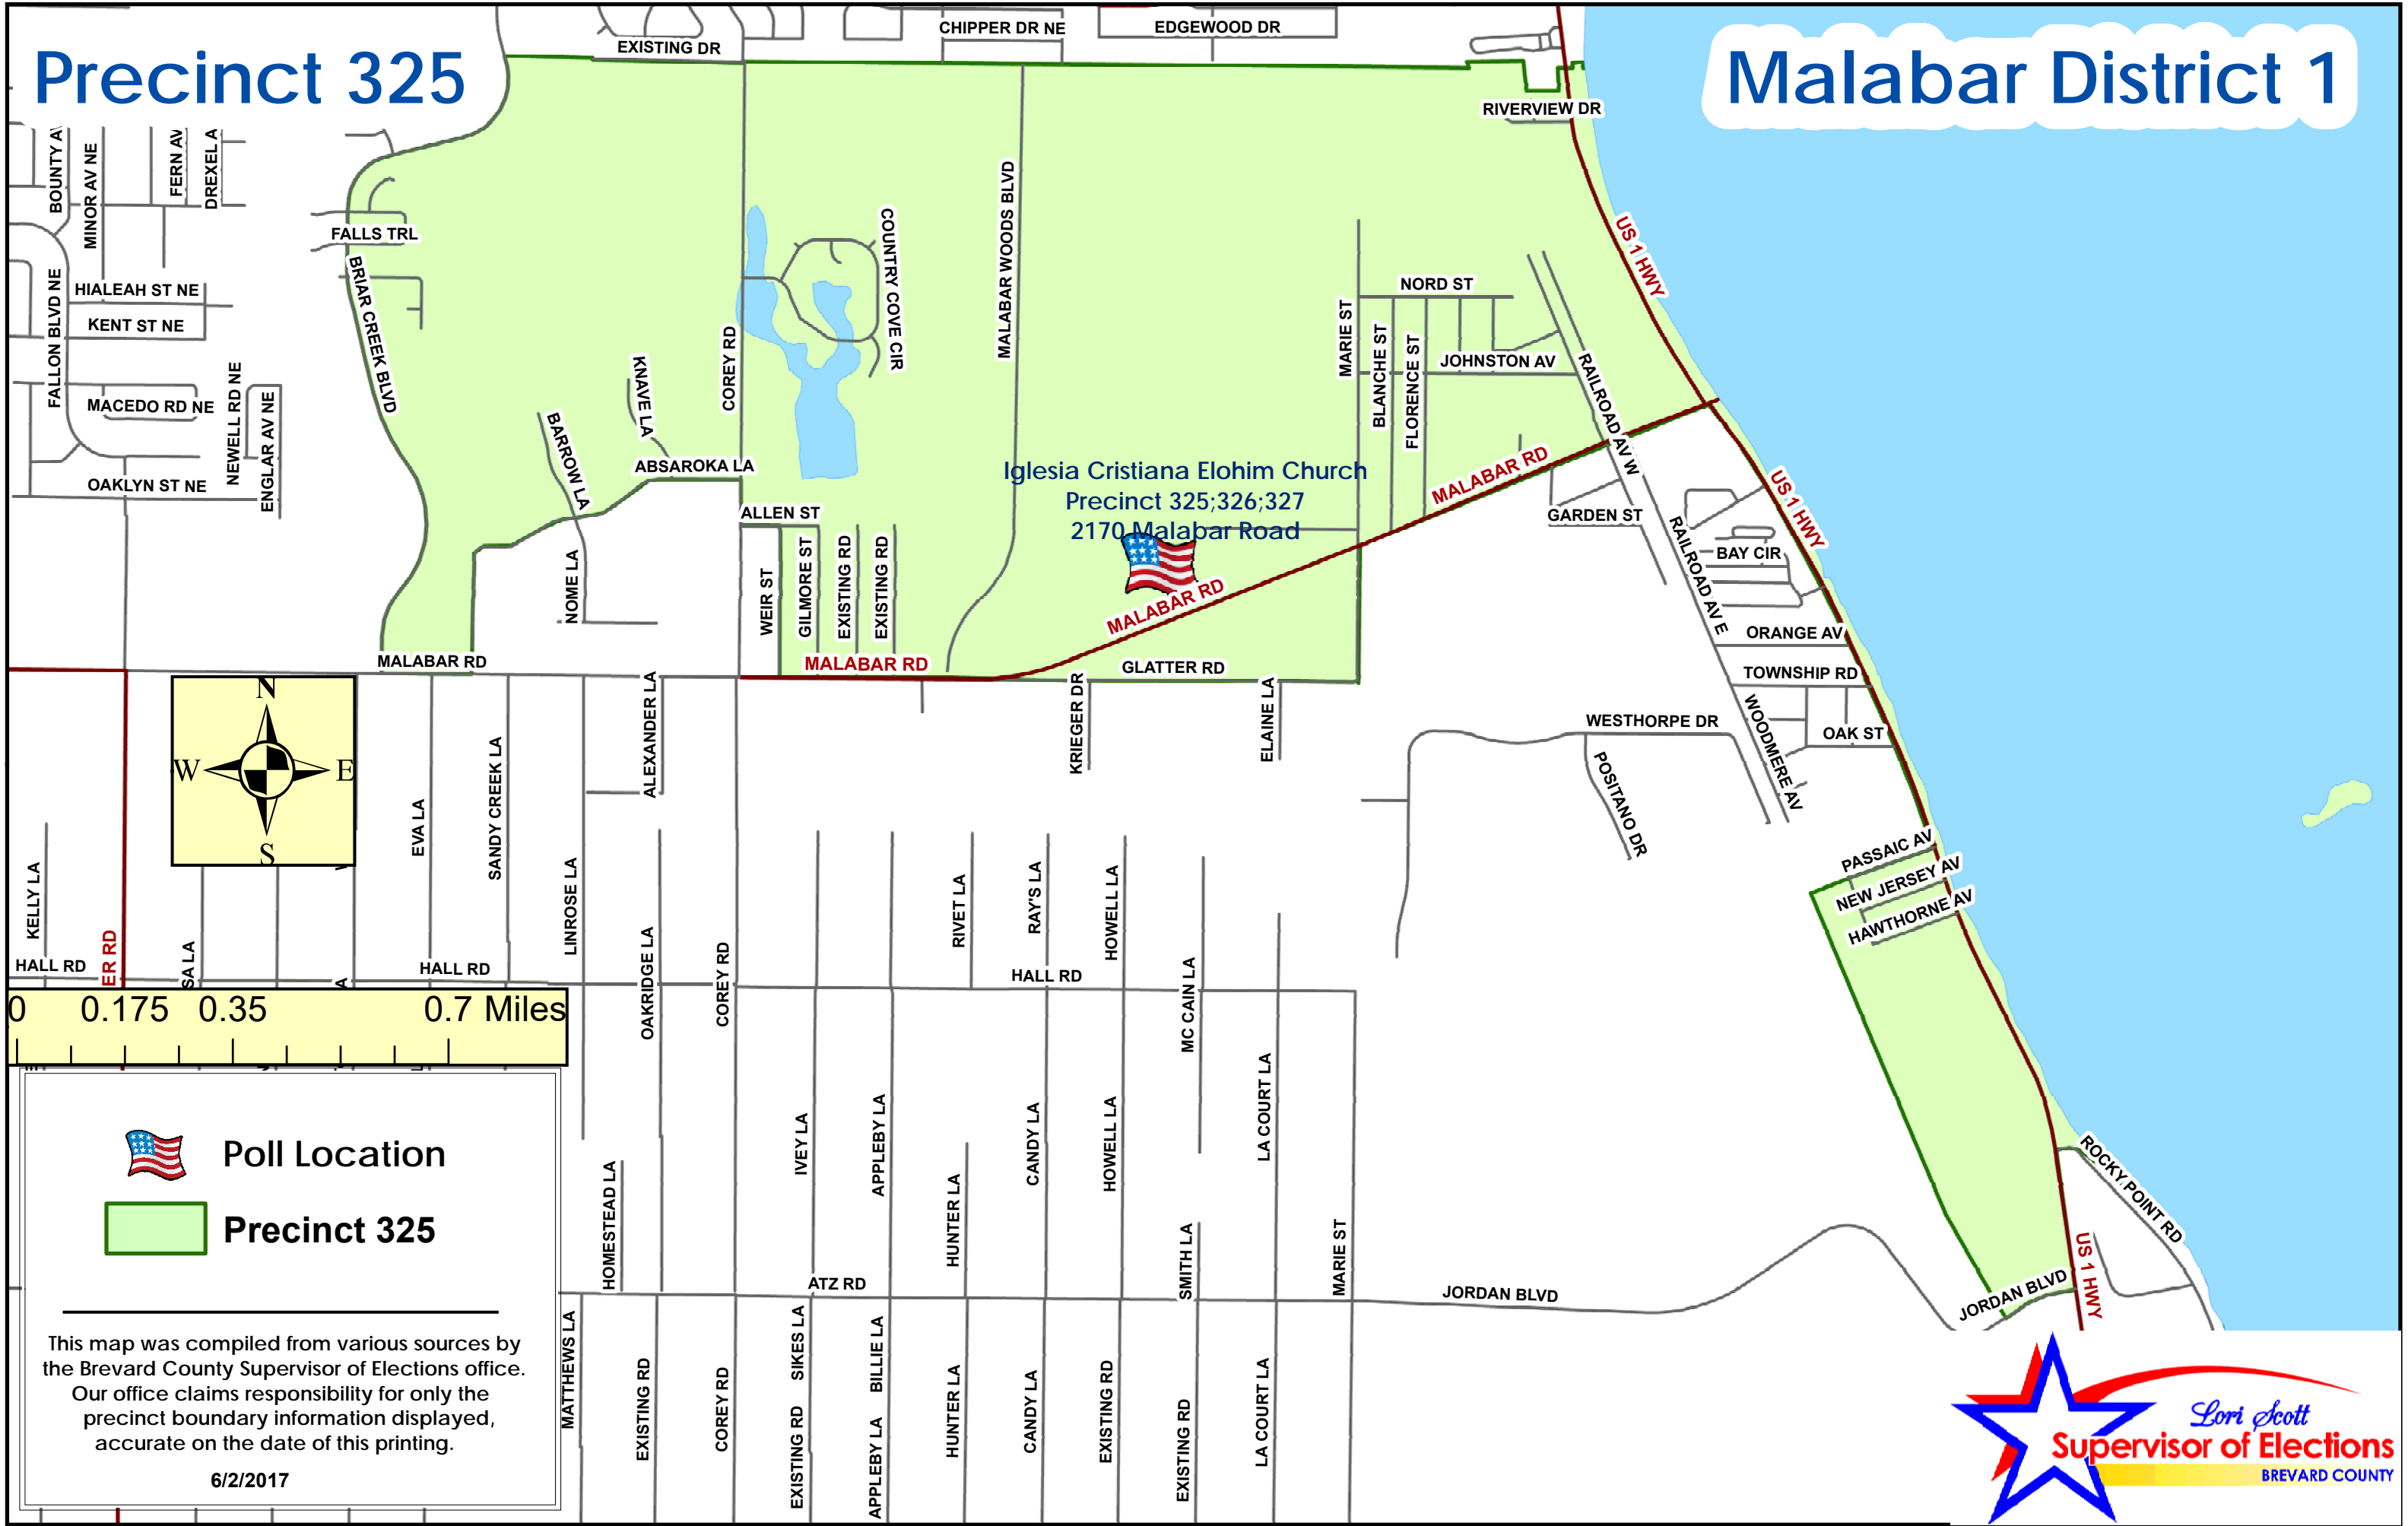 Precinct 325
Malabar District 1
EXISTING DR
CHIPPER DR NE
EDGEWOOD DR
RIVERVIEW DR
MINOR AV NE
FERN AV
FALLS TRL
BRIAR CREEK BLVD
HIALEAH ST NE
KENT ST NE
FALLON BLVD NE
MACEDO RD NE
NEWELL RD NE
ENGLAR AV NE
OAKLYN ST NE
COUNTRY COVE CIR
MALABAR WOODS BLVD
COREY RD
KNAVE LA
BARROW LA
ABSAROKA LA
US 1 HWY
NORD ST
MARIE ST
BLANCHE ST
FLORENCE ST
JOHNSTON AV
RAILROAD AV W
Iglesia Cristiana Elohim Church
Precinct 325;326;327
2170 Malabar Road
MALABAR RD
MALABAR RD
US 1 HWY
ALLEN ST
GARDEN ST
RAILROAD AV E
BAY CIR
NOME LA
WEIR ST
GILMORE ST
EXISTING RD
EXISTING RD
ORANGE AV
MALABAR RD
MALABAR RD
GLATTER RD
TOWNSHIP RD
N
W
E
S
EVA LA
SANDY CREEK LA
ALEXANDER LA
KRIEGER DR
ELAINE LA
WESTHORPE DR
POSITANO DR
WOODMERE AV
OAK ST
PASSAIC AV
NEW JERSEY AV
HAWTHORNE AV
KELLY LA
ER RD
SA LA
LINROSE LA
OAKRIDGE LA
COREY RD
RIVET LA
RAY'S LA
HOWELL LA
MC CAIN LA
HALL RD
HALL RD
HALL RD
0
0.175
0.35
0.7 Miles
HOMESTEAD LA
IVEY LA
APPLEBY LA
HUNTER LA
CANDY LA
HOWELL LA
SMITH LA
LA COURT LA
MARIE ST
ROCKY POINT RD
US 1 HWY
ATZ RD
JORDAN BLVD
JORDAN BLVD
MATTHEWS LA
EXISTING RD
COREY RD
SIKES LA
EXISTING RD
BILLIE LA
APPLEBY LA
HUNTER LA
CANDY LA
EXISTING RD
EXISTING RD
LA COURT LA
Poll Location
Precinct 325
This map was compiled from various sources by
the Brevard County Supervisor of Elections office.
Our office claims responsibility for only the
precinct boundary information displayed,
accurate on the date of this printing.
6/2/2017
Lori Scott
Supervisor of Elections
BREVARD COUNTY